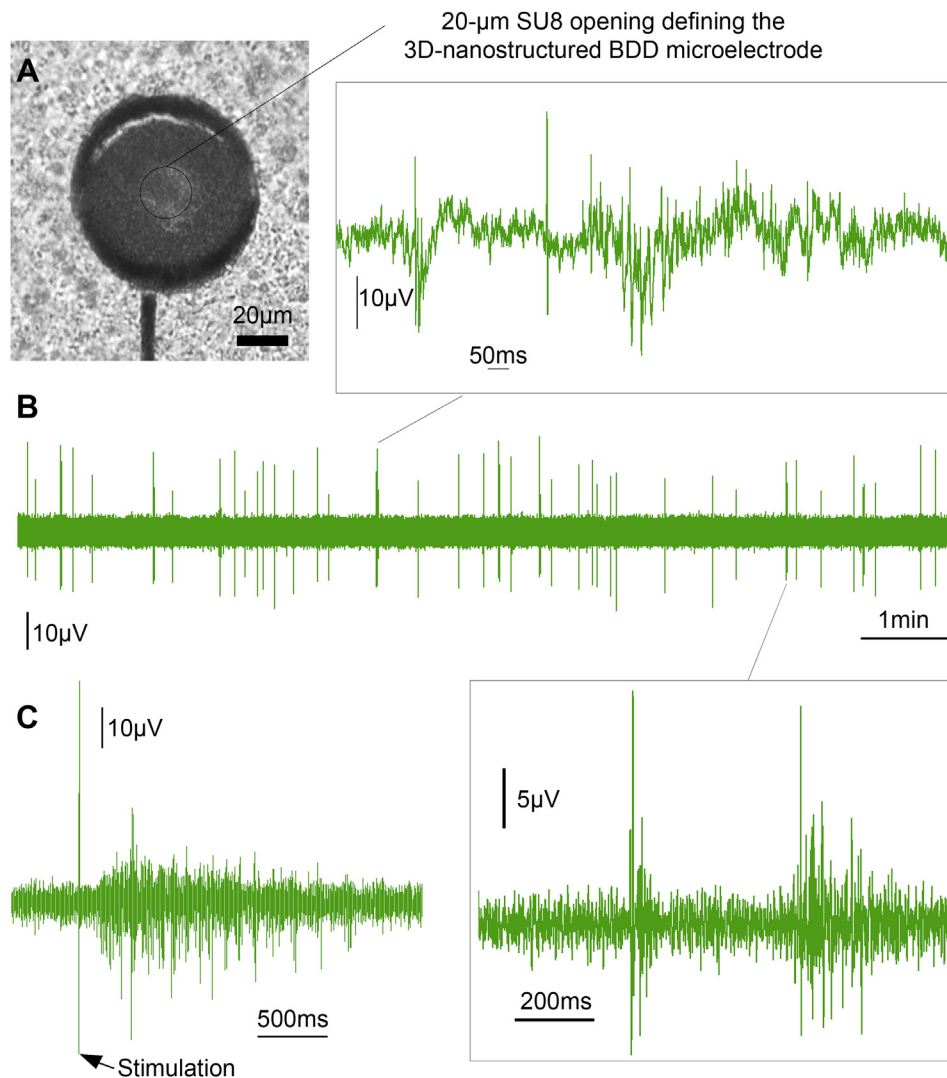 20-µm SU8 opening defining the
3D-nanostructured BDD microelectrode
A
20µm
10µV
50ms
B
10µV
1min
C
10µV
5µV
500ms
200ms
Stimulation